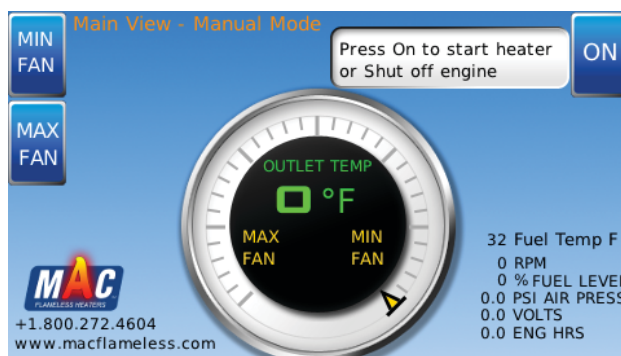 MIN
FAN
Main View - Manual Mode
Press On to start heater
or Shut off engine
ON
MAX
FAN
OUTLET TEMP
0 °F
MAX
FAN
MIN
FAN
MAC
FLAMELESS HEATERS
+1.800.272.4604
www.macflameless.com
32 Fuel Temp F
0 RPM
0 % FUEL LEVEL
0.0 PSI AIR PRESS
0.0 VOLTS
0.0 ENG HRS